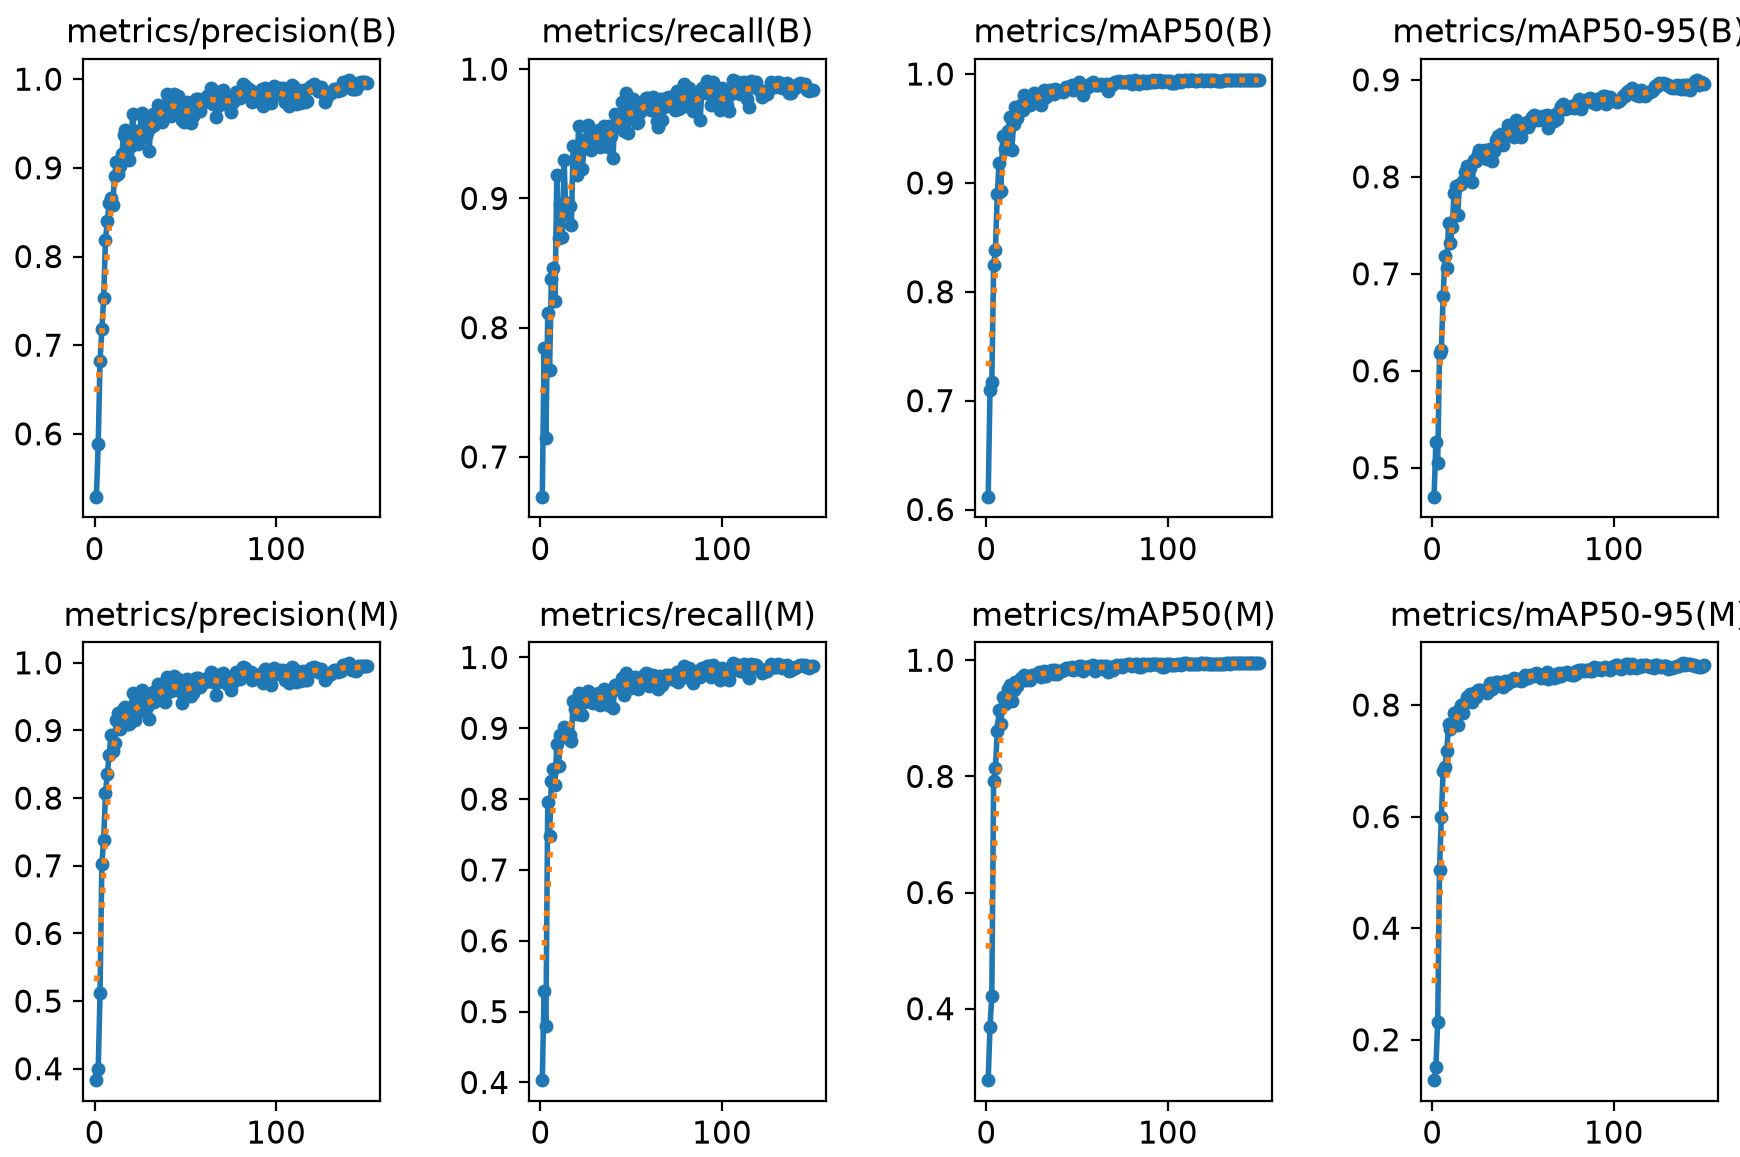 metrics/precision(B) metrics/recall(B) metrics/mAP50(B) metrics/mAP50-95(B)
1.0 0.9 0.8 0.7 0.6
0 100
1.0 0.9 0.8 0.7
0 100
1.0 0.9 0.8 0.7 0.6
0 100
0.9 0.8 0.7 0.6 0.5
0 100
metrics/precision(M) metrics/recall(M) metrics/mAP50(M) metrics/mAP50-95(M)
1.0 0.9 0.8 0.7 0.6 0.5 0.4
0 100
1.0 0.9 0.8 0.7 0.6 0.5 0.4
0 100
1.0 0.8 0.6 0.4
0 100
0.8 0.6 0.4 0.2
0 100